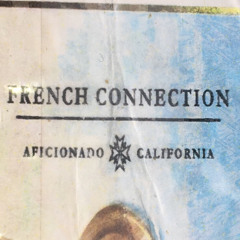 FRENCH CONNECTION
AFICIONADO CALIFORNIA